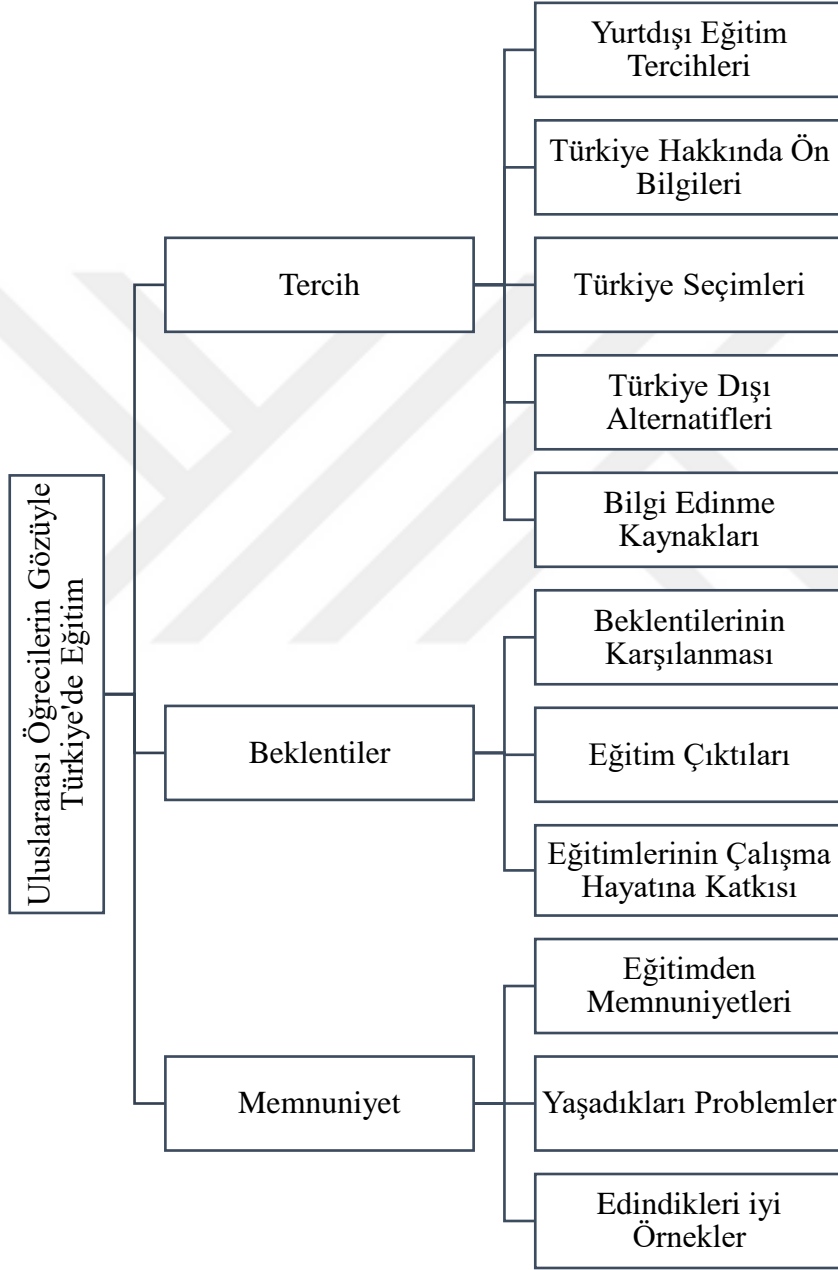 Uluslararası Öğrecilerin Gözüyle
Türkiye'de Eğitim
Tercih
Yurtdışı Eğitim
Tercihleri
Türkiye Hakkında Ön
Bilgileri
Türkiye Seçimleri
Türkiye Dışı
Alternatifleri
Bilgi Edinme
Kaynakları
Beklentiler
Beklentilerinin
Karşılanması
Eğitim Çıktıları
Eğitimlerinin Çalışma
Hayatına Katkısı
Memnuniyet
Eğitimden
Memnuniyetleri
Yaşadıkları Problemler
Edindikleri iyi
Örnekler